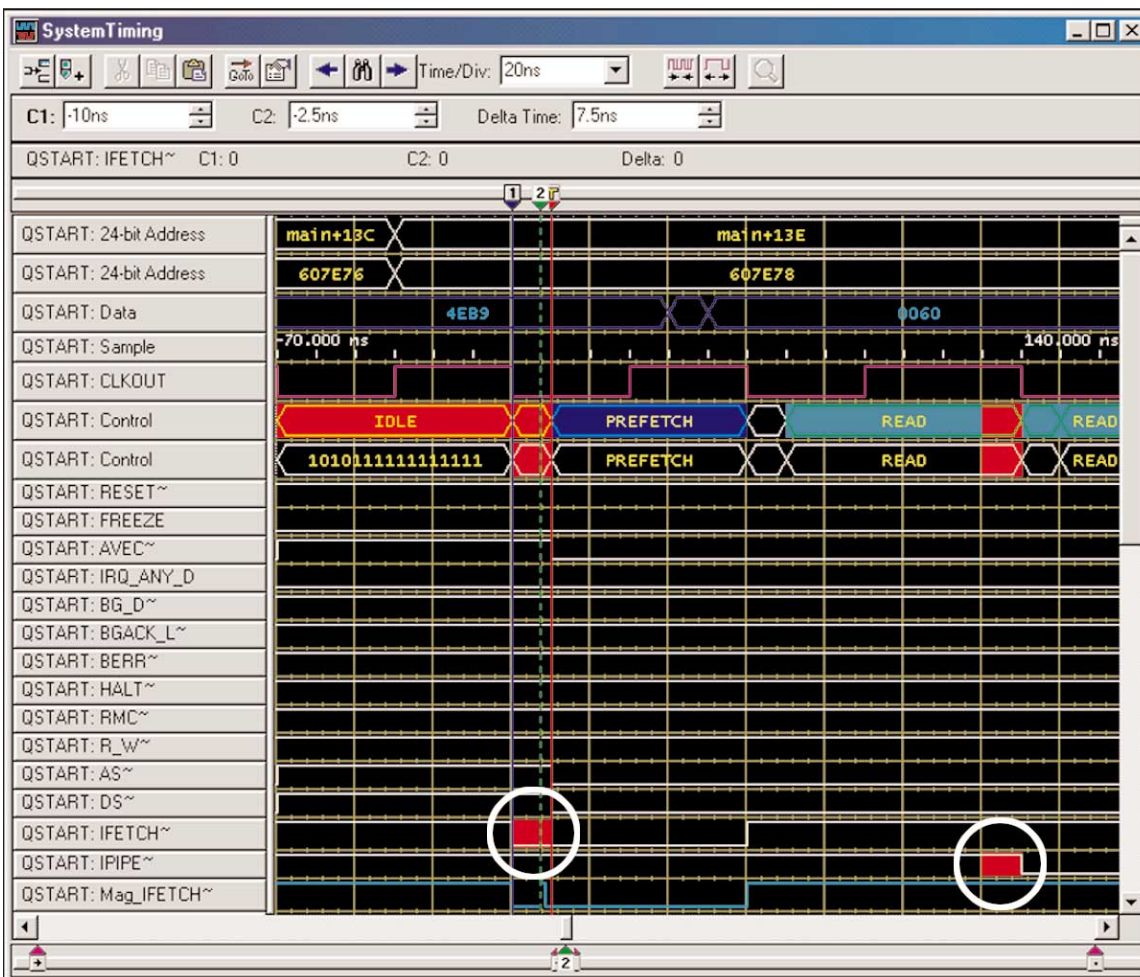 SystemTiming
GoTo Time/Div: 20ns
C1: -10ns C2: -2.5ns Delta Time: 7.5ns
QSTART: IFETCH~ C1: 0 C2: 0 Delta: 0
1 2 T
QSTART: 24-bit Address main+13C main+13E
QSTART: 24-bit Address 607E76 607E78
QSTART: Data 4EB9 0060
QSTART: Sample -70.000 ns 140.000 ns
QSTART: CLKOUT
QSTART: Control IDLE PREFETCH READ READ
QSTART: Control 1010111111111111 PREFETCH READ READ
QSTART: RESET~
QSTART: FREEZE
QSTART: AVEC~
QSTART: IRQ_ANY_D
QSTART: BG_D~
QSTART: BGACK_L~
QSTART: BERR~
QSTART: HALT~
QSTART: RMC~
QSTART: R_W~
QSTART: AS~
QSTART: DS~
QSTART: IFETCH~
QSTART: IPIPE~
QSTART: Mag_IFETCH~
2